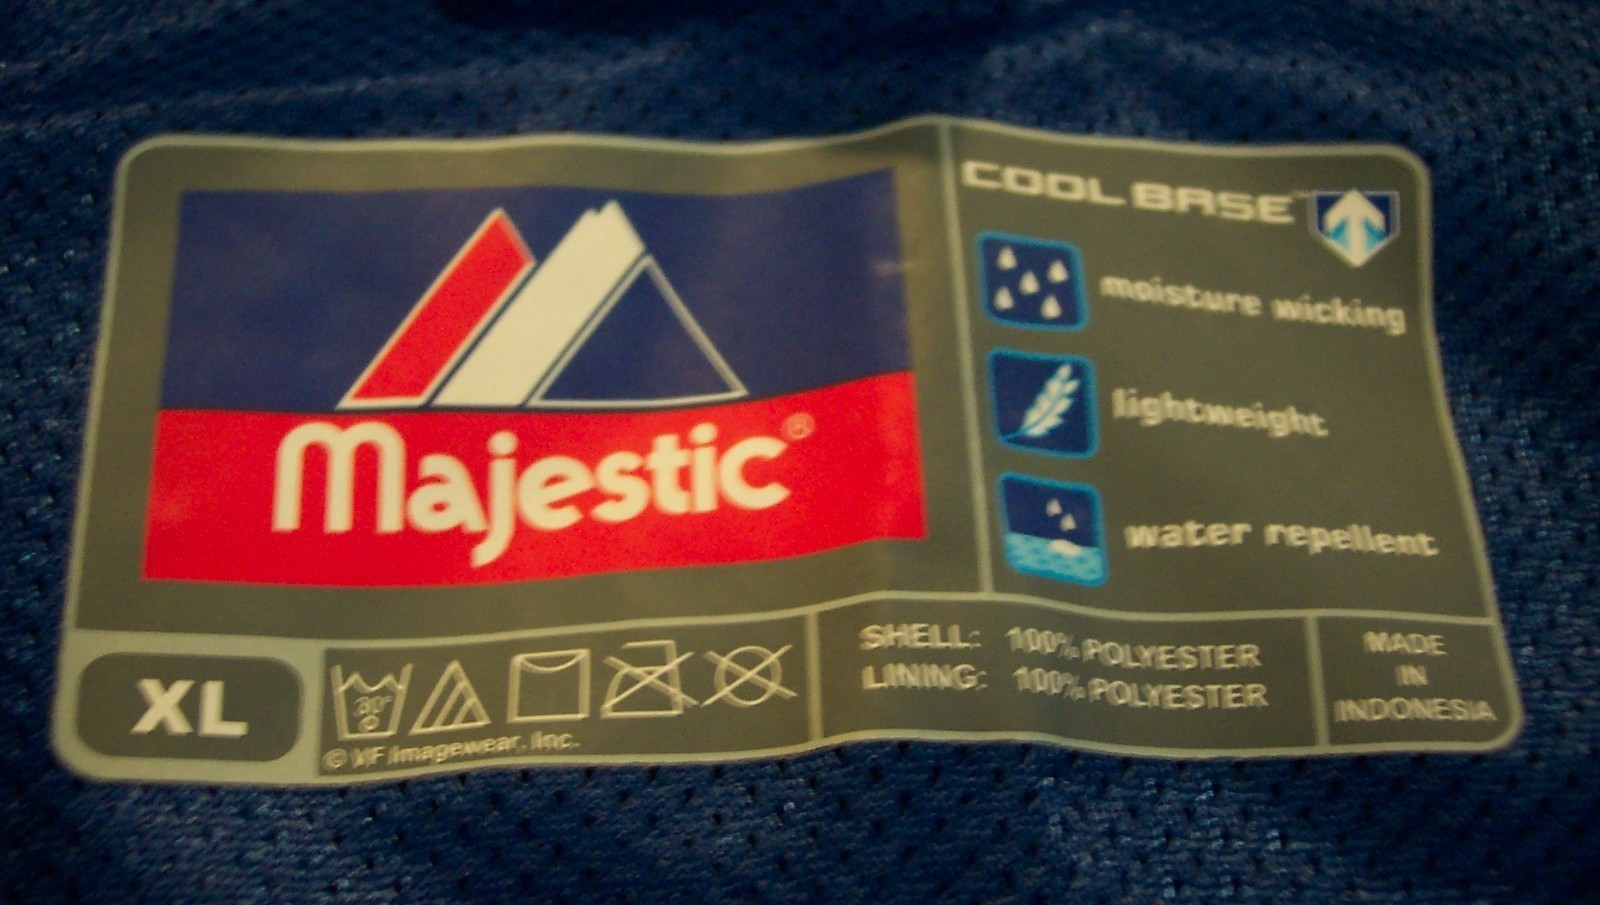 Majestic®
COOL BASE™
moisture wicking
lightweight
water repellent
XL
30°
© VF Imagewear, Inc.
SHELL: 100% POLYESTER
LINING: 100% POLYESTER
MADE
IN
INDONESIA